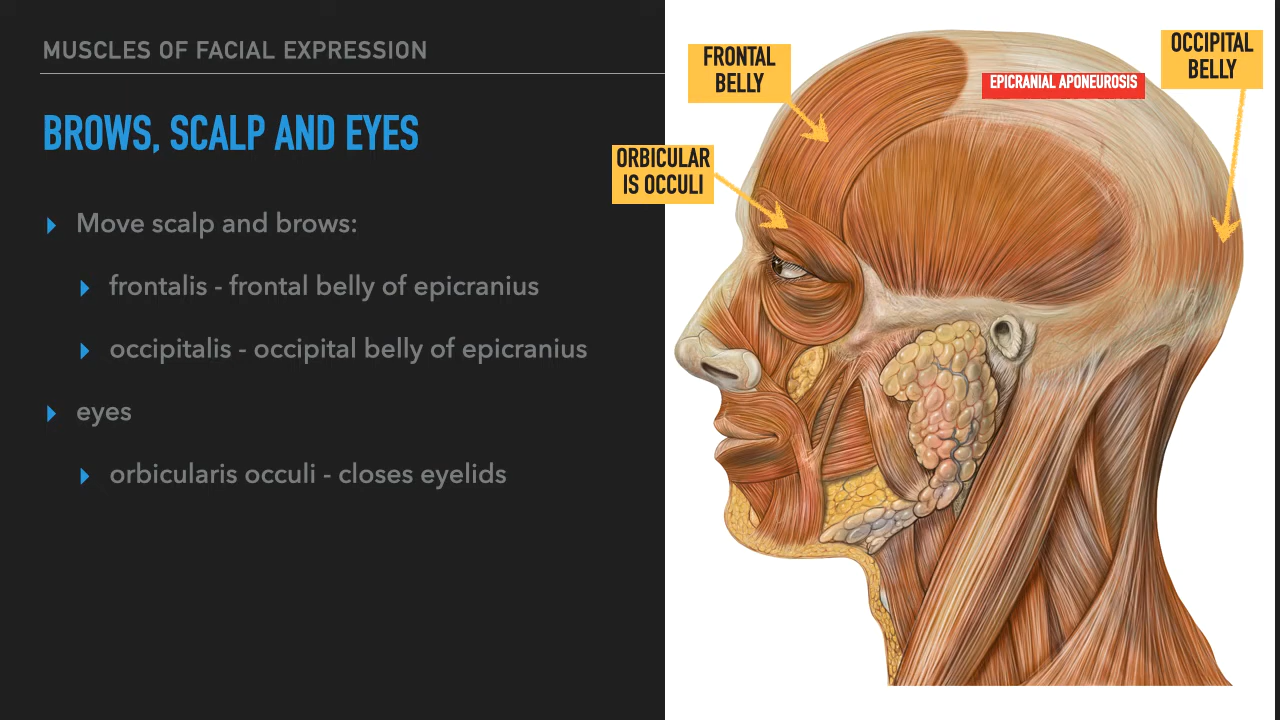 MUSCLES OF FACIAL EXPRESSION
BROWS, SCALP AND EYES
Move scalp and brows:
frontalis - frontal belly of epicranius
occipitalis - occipital belly of epicranius
eyes
orbicularis occuli - closes eyelids
FRONTAL
BELLY
ORBICULAR
IS OCCULI
EPICRANIAL APONEUROSIS
OCCIPITAL
BELLY